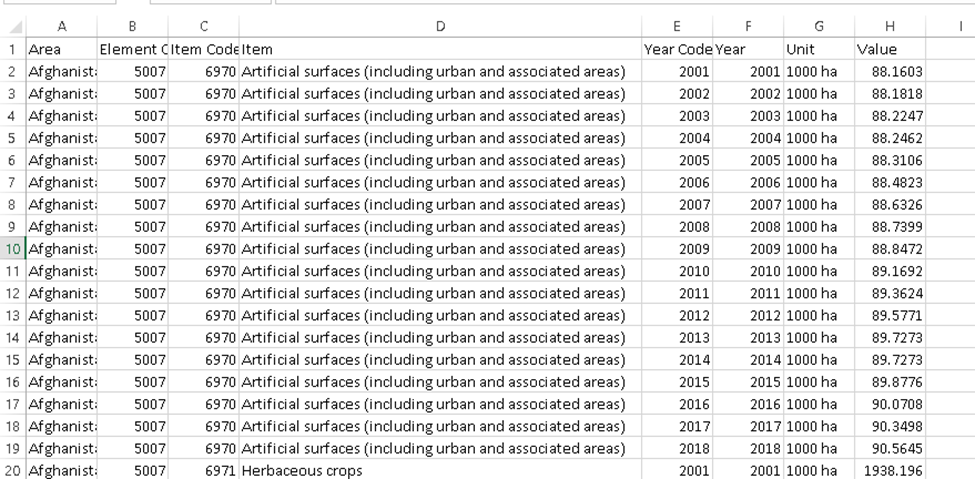 A B C D E F G H I
1 Area Element C Item Code Item Year Code Year Unit Value
2 Afghanist 5007 6970 Artificial surfaces (including urban and associated areas) 2001 2001 1000 ha 88.1603
3 Afghanist 5007 6970 Artificial surfaces (including urban and associated areas) 2002 2002 1000 ha 88.1818
4 Afghanist 5007 6970 Artificial surfaces (including urban and associated areas) 2003 2003 1000 ha 88.2247
5 Afghanist 5007 6970 Artificial surfaces (including urban and associated areas) 2004 2004 1000 ha 88.2462
6 Afghanist 5007 6970 Artificial surfaces (including urban and associated areas) 2005 2005 1000 ha 88.3106
7 Afghanist 5007 6970 Artificial surfaces (including urban and associated areas) 2006 2006 1000 ha 88.4823
8 Afghanist 5007 6970 Artificial surfaces (including urban and associated areas) 2007 2007 1000 ha 88.6326
9 Afghanist 5007 6970 Artificial surfaces (including urban and associated areas) 2008 2008 1000 ha 88.7399
10 Afghanist 5007 6970 Artificial surfaces (including urban and associated areas) 2009 2009 1000 ha 88.8472
11 Afghanist 5007 6970 Artificial surfaces (including urban and associated areas) 2010 2010 1000 ha 89.1692
12 Afghanist 5007 6970 Artificial surfaces (including urban and associated areas) 2011 2011 1000 ha 89.3624
13 Afghanist 5007 6970 Artificial surfaces (including urban and associated areas) 2012 2012 1000 ha 89.5771
14 Afghanist 5007 6970 Artificial surfaces (including urban and associated areas) 2013 2013 1000 ha 89.7273
15 Afghanist 5007 6970 Artificial surfaces (including urban and associated areas) 2014 2014 1000 ha 89.7273
16 Afghanist 5007 6970 Artificial surfaces (including urban and associated areas) 2015 2015 1000 ha 89.8776
17 Afghanist 5007 6970 Artificial surfaces (including urban and associated areas) 2016 2016 1000 ha 90.0708
18 Afghanist 5007 6970 Artificial surfaces (including urban and associated areas) 2017 2017 1000 ha 90.3498
19 Afghanist 5007 6970 Artificial surfaces (including urban and associated areas) 2018 2018 1000 ha 90.5645
20 Afghanist 5007 6971 Herbaceous crops 2001 2001 1000 ha 1938.196